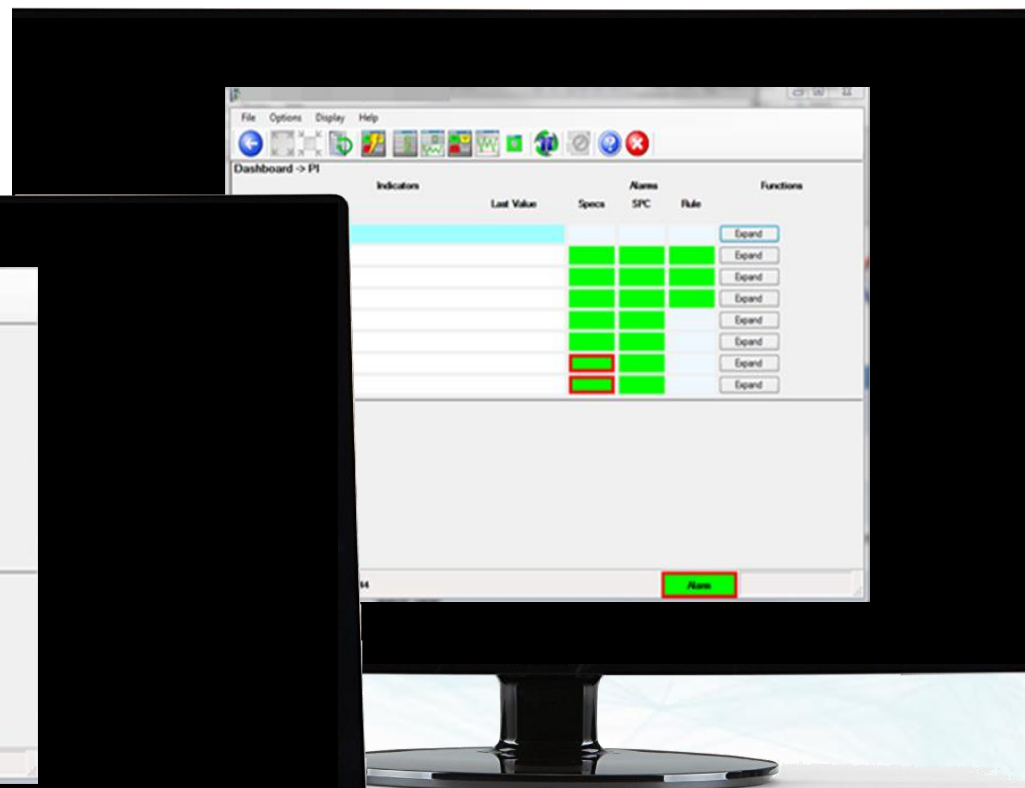 File Options Display Help
Dashboard -> PI
Indicators Alarms Functions
Last Value Specs SPC Rule
Expand
Expand
Expand
Expand
Expand
Expand
Expand
Expand
Alarm